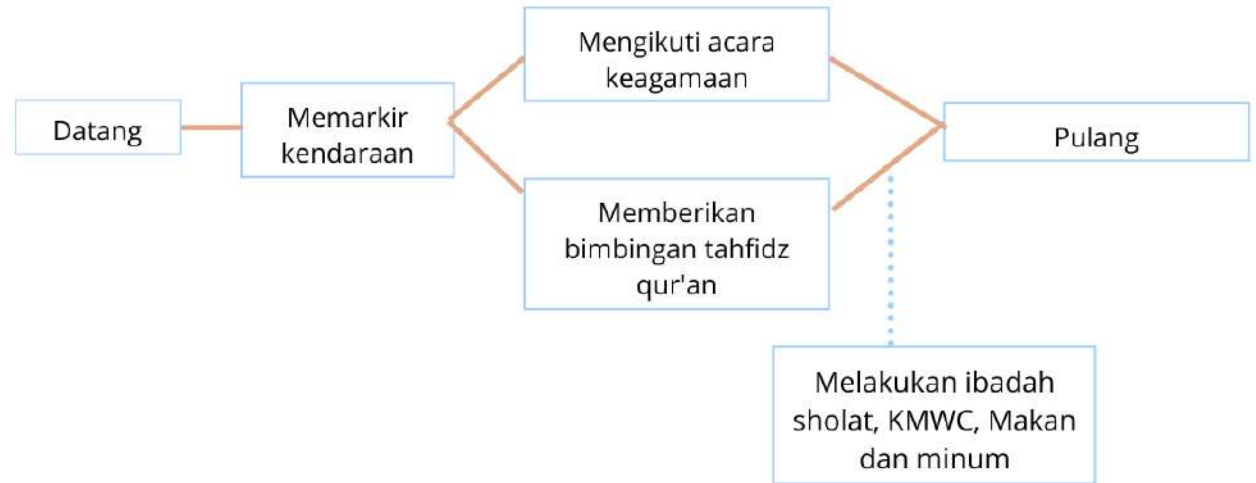 Datang
Memarkir
kendaraan
Mengikuti acara
keagamaan
Memberikan
bimbingan tahfidz
qur'an
Pulang
Melakukan ibadah
sholat, KMWC, Makan
dan minum